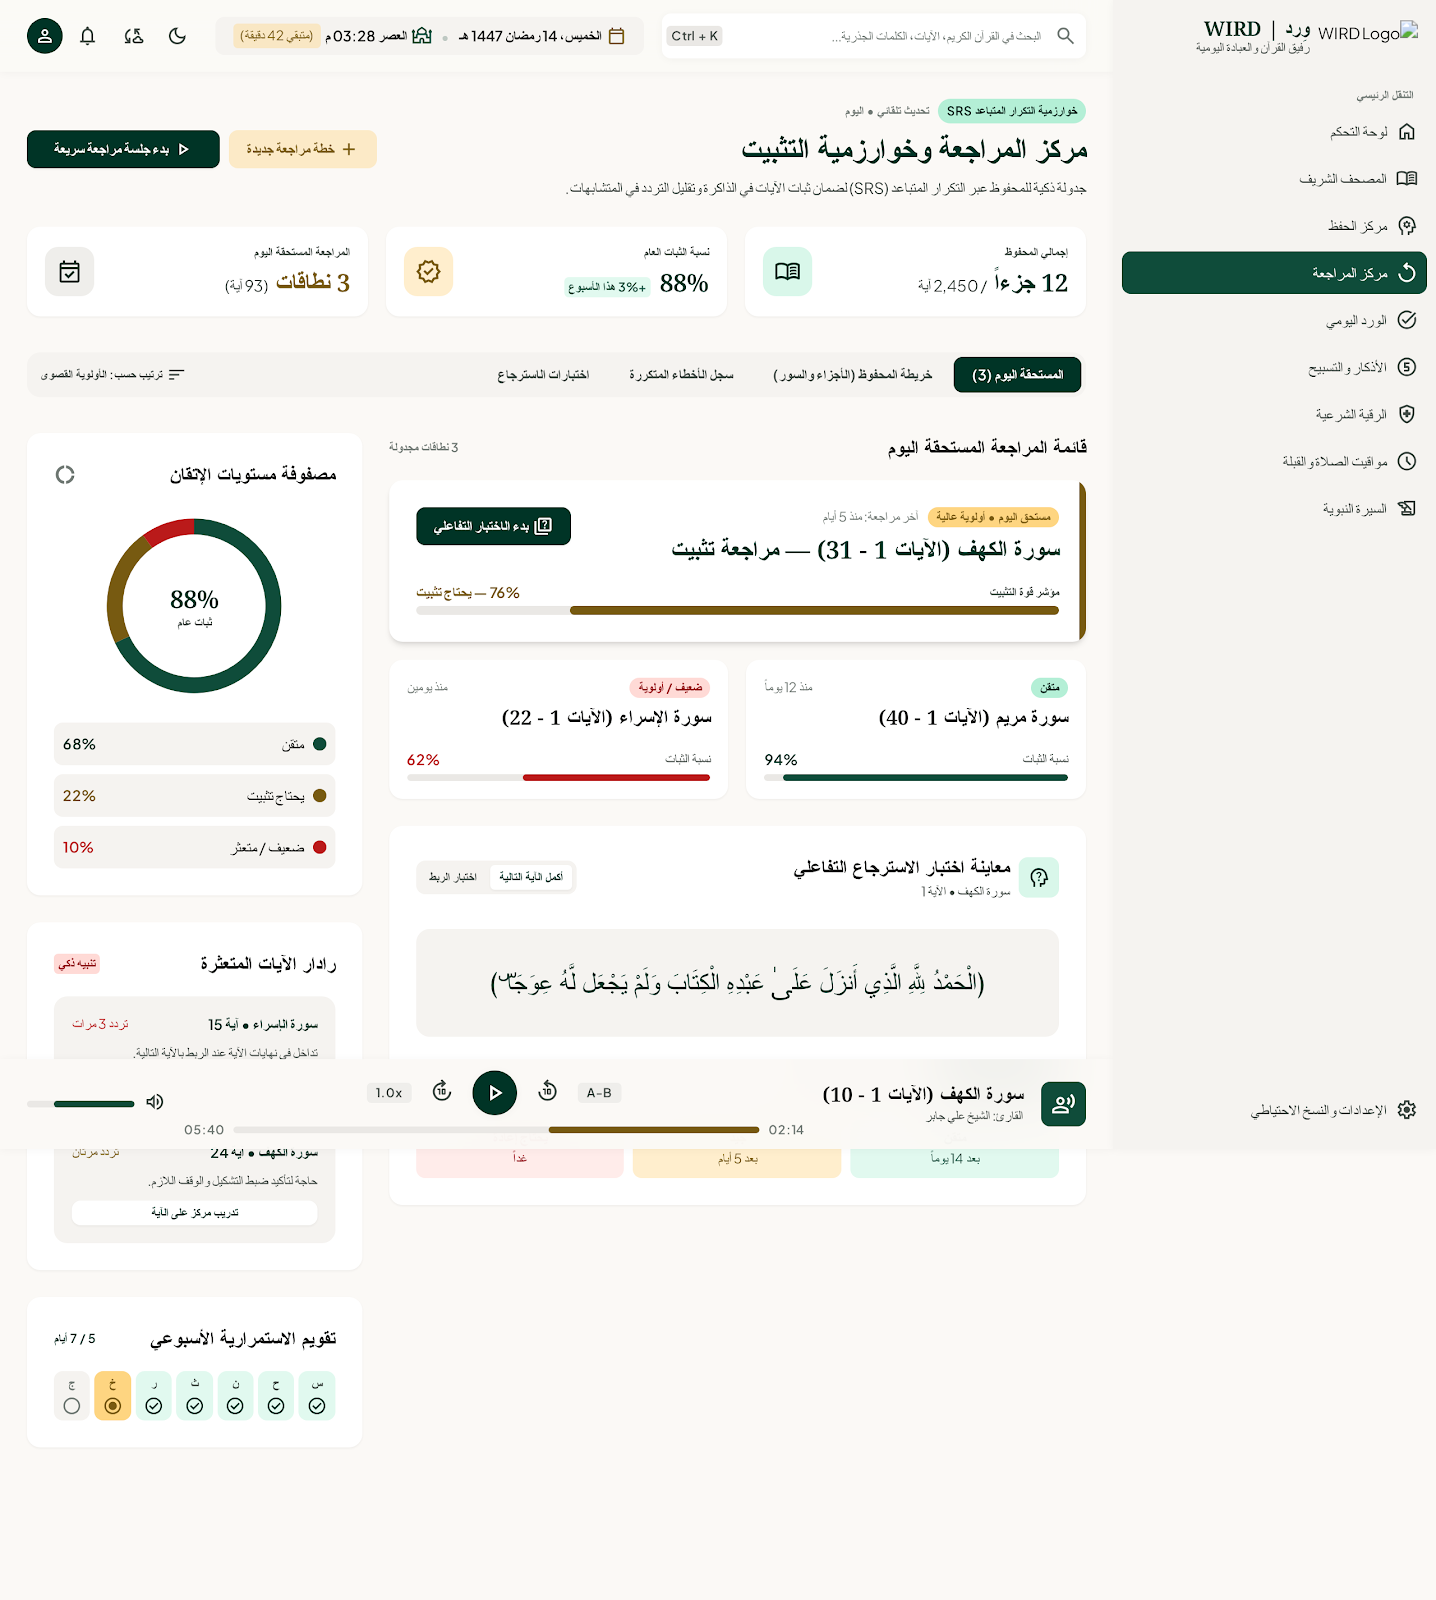 WIRD Logo
وِرد | WIRD
رفيق القرآن والعبادة اليومية
التنقل الرئيسي
لوحة التحكم
المصحف الشريف
مركز الحفظ
مركز المراجعة
الورد اليومي
الأذكار والتسبيح
الرقية الشرعية
مواقيت الصلاة والقبلة
السيرة النبوية
الإعدادات والنسخ الاحتياطي
البحث في القرآن الكريم، الآيات، الكلمات الجذرية...
Ctrl + K
الخميس، 14 رمضان 1447 هـ
العصر 03:28 م
(متبقي 42 دقيقة)
خوارزمية التكرار المتباعد SRS
تحديث تلقائي • اليوم
مركز المراجعة وخوارزمية التثبيت
جدولة ذكية للمحفوظ عبر التكرار المتباعد (SRS) لضمان ثبات الآيات في الذاكرة وتقليل التردد في المتشابهات.
خطة مراجعة جديدة
بدء جلسة مراجعة سريعة
إجمالي المحفوظ
12 جزءاً / 2,450 آية
نسبة الثبات العام
88% +3% هذا الأسبوع
المراجعة المستحقة اليوم
3 نطاقات (93 آية)
المستحقة اليوم (3)
خريطة المحفوظ (الأجزاء والسور)
سجل الأخطاء المتكررة
اختبارات الاسترجاع
ترتيب حسب: الأولوية القصوى
قائمة المراجعة المستحقة اليوم
3 نطاقات مجدولة
مستحق اليوم • أولوية عالية
آخر مراجعة: منذ 5 أيام
سورة الكهف (الآيات 1 - 31) — مراجعة تثبيت
بدء الاختبار التفاعلي
مؤشر قوة التثبيت
76% — يحتاج تثبيت
متقن
منذ 12 يوماً
سورة مريم (الآيات 1 - 40)
نسبة الثبات
94%
ضعيف / أولوية
منذ يومين
سورة الإسراء (الآيات 1 - 22)
نسبة الثبات
62%
معاينة اختبار الاسترجاع التفاعلي
سورة الكهف • الآية 1
أكمل الآية التالية
اختبار الربط
(الْحَمْدُ لِلَّهِ الَّذِي أَنزَلَ عَلَىٰ عَبْدِهِ الْكِتَابَ وَلَمْ يَجْعَل لَّهُ عِوَجًا ۜ)
بعد 14 يوماً
بعد 5 أيام
غداً
مصفوفة مستويات الإتقان
88%
ثبات عام
متقن
68%
يحتاج تثبيت
22%
ضعيف / متعثر
10%
رادار الآيات المتعثرة
تنبيه ذكي
سورة الإسراء • آية 15
تردد 3 مرات
تداخل في نهايات الآية عند الربط بالآية التالية.
سورة الكهف • آية 24
تردد مرتان
حاجة لتأكيد ضبط التشكيل والوقف اللازم.
تدريب مركز على الآية
تقويم الاستمرارية الأسبوعي
5 / 7 أيام
س ح ن ث ر خ ج
سورة الكهف (الآيات 1 - 10)
القارئ: الشيخ علي جابر
A-B
10
10
1.0x
02:14
05:40